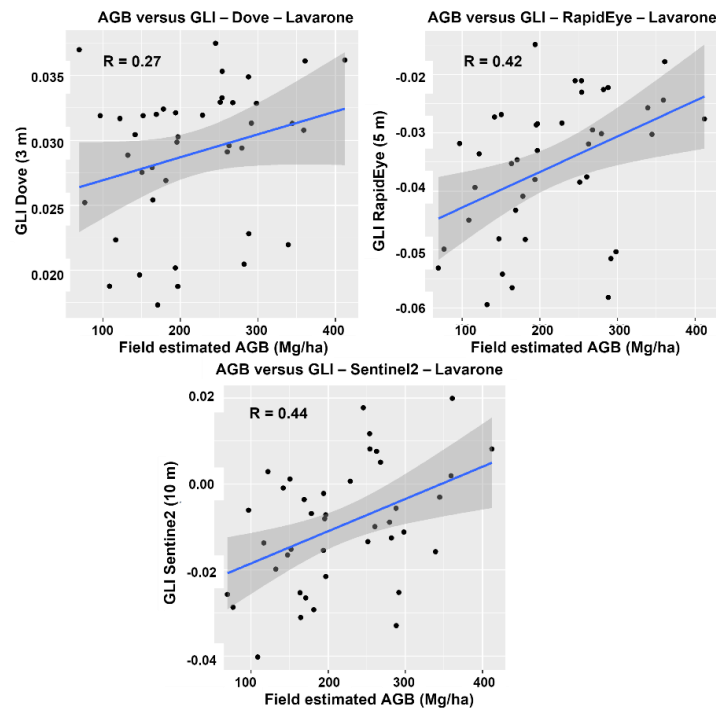 AGB versus GLI – Dove – Lavarone
R = 0.27
GLI Dove (3 m)
0.035
0.030
0.025
0.020
100 200 300 400
Field estimated AGB (Mg/ha)
AGB versus GLI – RapidEye – Lavarone
R = 0.42
GLI RapidEye (5 m)
-0.02
-0.03
-0.04
-0.05
-0.06
100 200 300 400
Field estimated AGB (Mg/ha)
AGB versus GLI – Sentinel2 – Lavarone
R = 0.44
GLI Sentine2 (10 m)
0.02
0.00
-0.02
-0.04
100 200 300 400
Field estimated AGB (Mg/ha)